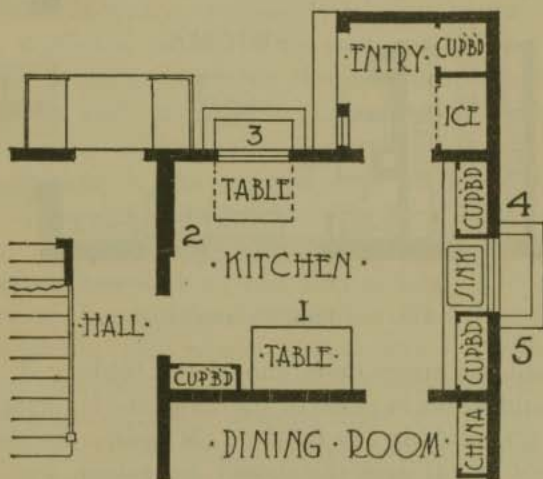 ·ENTRY·
CUPBD
ICE
3
TABLE
2
·KITCHEN·
CUPBD
4
SINK
·HALL·
1
·TABLE·
CUPBD
CUPBD
5
·DINING·ROOM·
CHINA